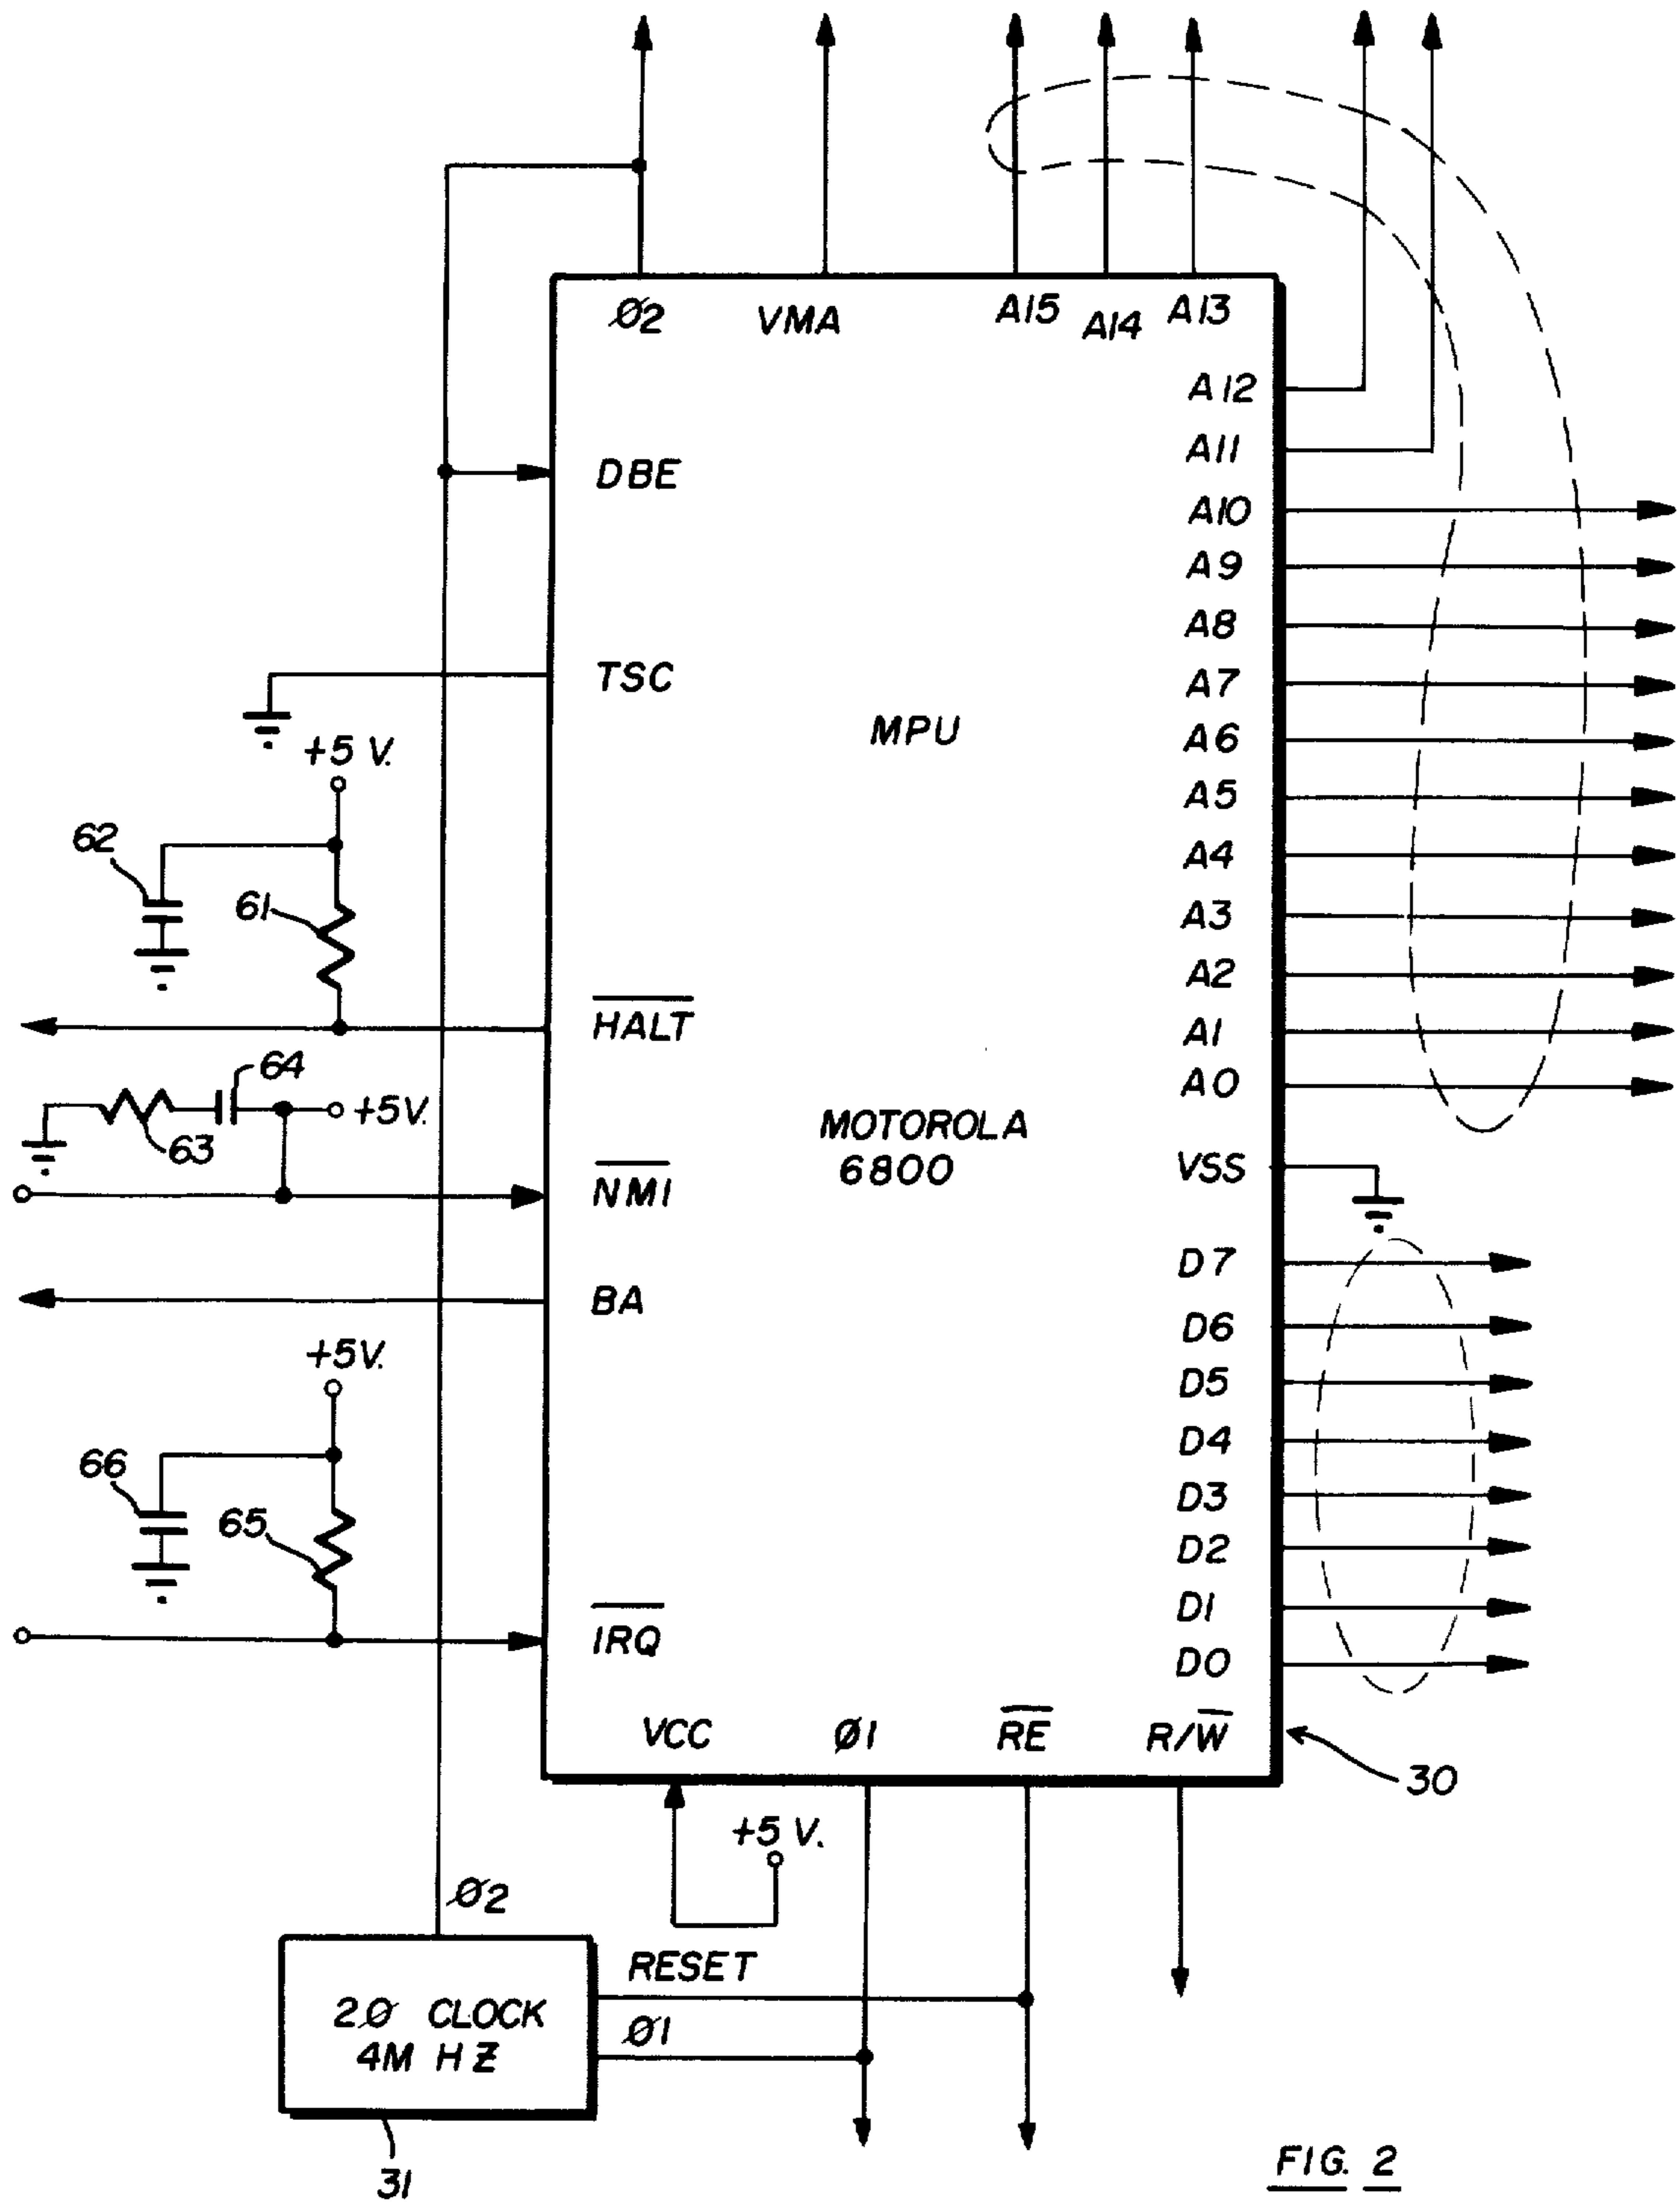 Ø2
VMA
A15
A14
A13
A12
A11
A10
A9
A8
A7
A6
A5
A4
A3
A2
A1
A0
VSS
D7
D6
D5
D4
D3
D2
D1
D0
DBE
TSC
MPU
+5 V.
62
61
HALT
64
+5V.
63
NMI
MOTOROLA
6800
BA
+5V.
66
65
IRQ
VCC
Ø1
RE
R/W
30
+5 V.
Ø2
RESET
Ø1
2Ø CLOCK
4M HZ
31
FIG. 2